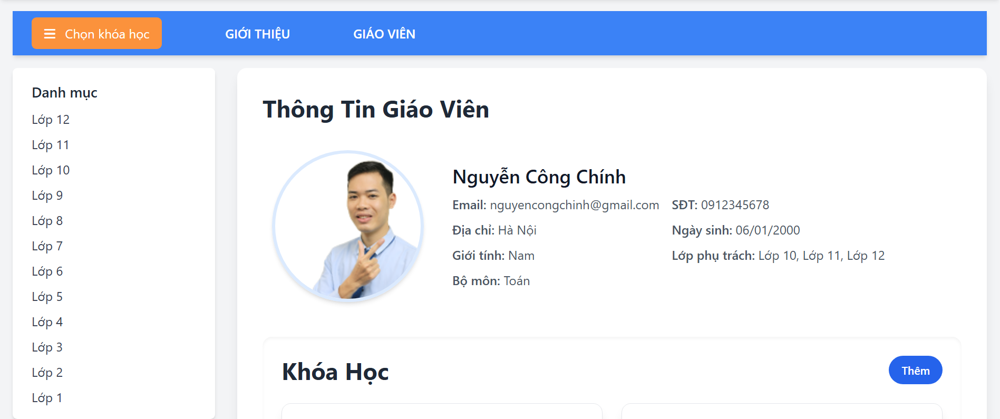 Chọn khóa học
GIỚI THIỆU
GIÁO VIÊN
Danh mục
Lớp 12
Lớp 11
Lớp 10
Lớp 9
Lớp 8
Lớp 7
Lớp 6
Lớp 5
Lớp 4
Lớp 3
Lớp 2
Lớp 1
Thông Tin Giáo Viên
Nguyễn Công Chính
Email: nguyencongchinh@gmail.com SĐT: 0912345678
Địa chỉ: Hà Nội Ngày sinh: 06/01/2000
Giới tính: Nam Lớp phụ trách: Lớp 10, Lớp 11, Lớp 12
Bộ môn: Toán
Khóa Học
Thêm